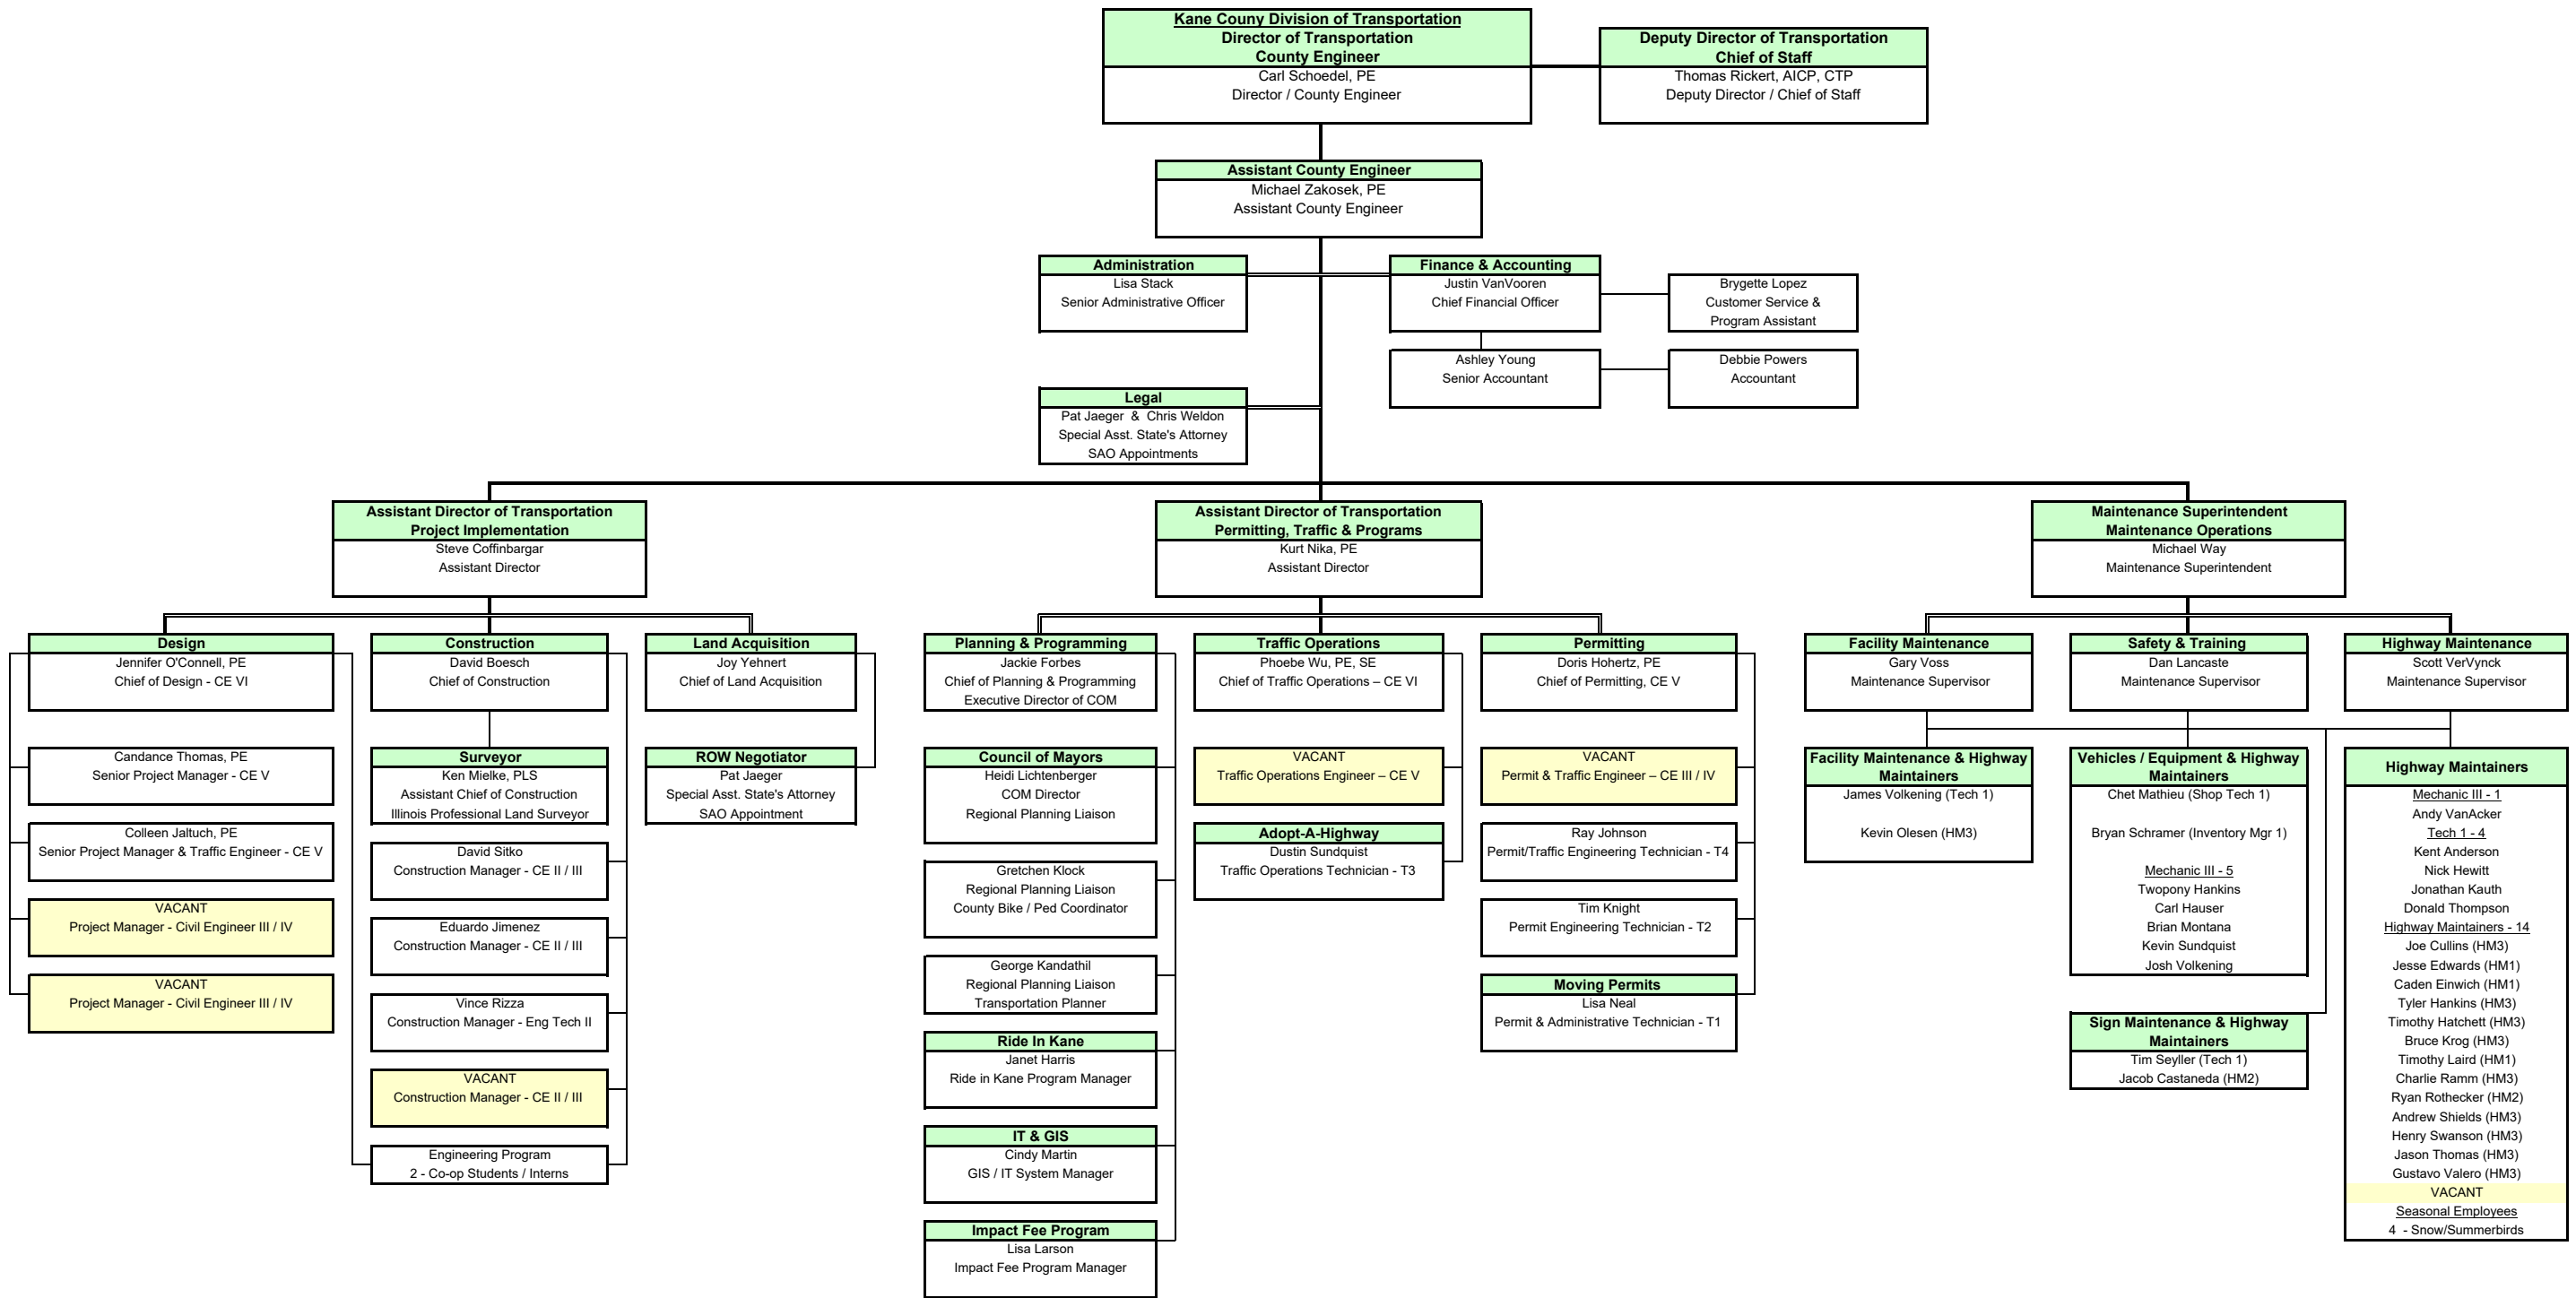 Kane Couny Division of Transportation
Director of Transportation
County Engineer
Carl Schoedel, PE
Director / County Engineer
Deputy Director of Transportation
Chief of Staff
Thomas Rickert, AICP, CTP
Deputy Director / Chief of Staff
Assistant County Engineer
Michael Zakosek, PE
Assistant County Engineer
Administration
Lisa Stack
Senior Administrative Officer
Finance & Accounting
Justin VanVooren
Chief Financial Officer
Brygette Lopez
Customer Service &
Program Assistant
Ashley Young
Senior Accountant
Debbie Powers
Accountant
Legal
Pat Jaeger & Chris Weldon
Special Asst. State's Attorney
SAO Appointments
Assistant Director of Transportation
Project Implementation
Steve Coffinbargar
Assistant Director
Assistant Director of Transportation
Permitting, Traffic & Programs
Kurt Nika, PE
Assistant Director
Maintenance Superintendent
Maintenance Operations
Michael Way
Maintenance Superintendent
Design
Jennifer O'Connell, PE
Chief of Design - CE VI
Candance Thomas, PE
Senior Project Manager - CE V
Colleen Jaltuch, PE
Senior Project Manager & Traffic Engineer - CE V
VACANT
Project Manager - Civil Engineer III / IV
VACANT
Project Manager - Civil Engineer III / IV
Construction
David Boesch
Chief of Construction
Surveyor
Ken Mielke, PLS
Assistant Chief of Construction
Illinois Professional Land Surveyor
David Sitko
Construction Manager - CE II / III
Eduardo Jimenez
Construction Manager - CE II / III
Vince Rizza
Construction Manager - Eng Tech II
VACANT
Construction Manager - CE II / III
Engineering Program
2 - Co-op Students / Interns
Land Acquisition
Joy Yehnert
Chief of Land Acquisition
ROW Negotiator
Pat Jaeger
Special Asst. State's Attorney
SAO Appointment
Planning & Programming
Jackie Forbes
Chief of Planning & Programming
Executive Director of COM
Council of Mayors
Heidi Lichtenberger
COM Director
Regional Planning Liaison
Gretchen Klock
Regional Planning Liaison
County Bike / Ped Coordinator
George Kandathil
Regional Planning Liaison
Transportation Planner
Ride In Kane
Janet Harris
Ride in Kane Program Manager
IT & GIS
Cindy Martin
GIS / IT System Manager
Impact Fee Program
Lisa Larson
Impact Fee Program Manager
Traffic Operations
Phoebe Wu, PE, SE
Chief of Traffic Operations – CE VI
VACANT
Traffic Operations Engineer – CE V
Adopt-A-Highway
Dustin Sundquist
Traffic Operations Technician - T3
Permitting
Doris Hohertz, PE
Chief of Permitting, CE V
VACANT
Permit & Traffic Engineer – CE III / IV
Ray Johnson
Permit/Traffic Engineering Technician - T4
Tim Knight
Permit Engineering Technician - T2
Moving Permits
Lisa Neal
Permit & Administrative Technician - T1
Facility Maintenance
Gary Voss
Maintenance Supervisor
Facility Maintenance & Highway
Maintainers
James Volkening (Tech 1)
Kevin Olesen (HM3)
Safety & Training
Dan Lancaste
Maintenance Supervisor
Vehicles / Equipment & Highway
Maintainers
Chet Mathieu (Shop Tech 1)
Bryan Schramer (Inventory Mgr 1)
Mechanic III - 5
Twopony Hankins
Carl Hauser
Brian Montana
Kevin Sundquist
Josh Volkening
Sign Maintenance & Highway
Maintainers
Tim Seyller (Tech 1)
Jacob Castaneda (HM2)
Highway Maintenance
Scott VerVynck
Maintenance Supervisor
Highway Maintainers
Mechanic III - 1
Andy VanAcker
Tech 1 - 4
Kent Anderson
Nick Hewitt
Jonathan Kauth
Donald Thompson
Highway Maintainers - 14
Joe Cullins (HM3)
Jesse Edwards (HM1)
Caden Einwich (HM1)
Tyler Hankins (HM3)
Timothy Hatchett (HM3)
Bruce Krog (HM3)
Timothy Laird (HM1)
Charlie Ramm (HM3)
Ryan Rothecker (HM2)
Andrew Shields (HM3)
Henry Swanson (HM3)
Jason Thomas (HM3)
Gustavo Valero (HM3)
VACANT
Seasonal Employees
4 - Snow/Summerbirds